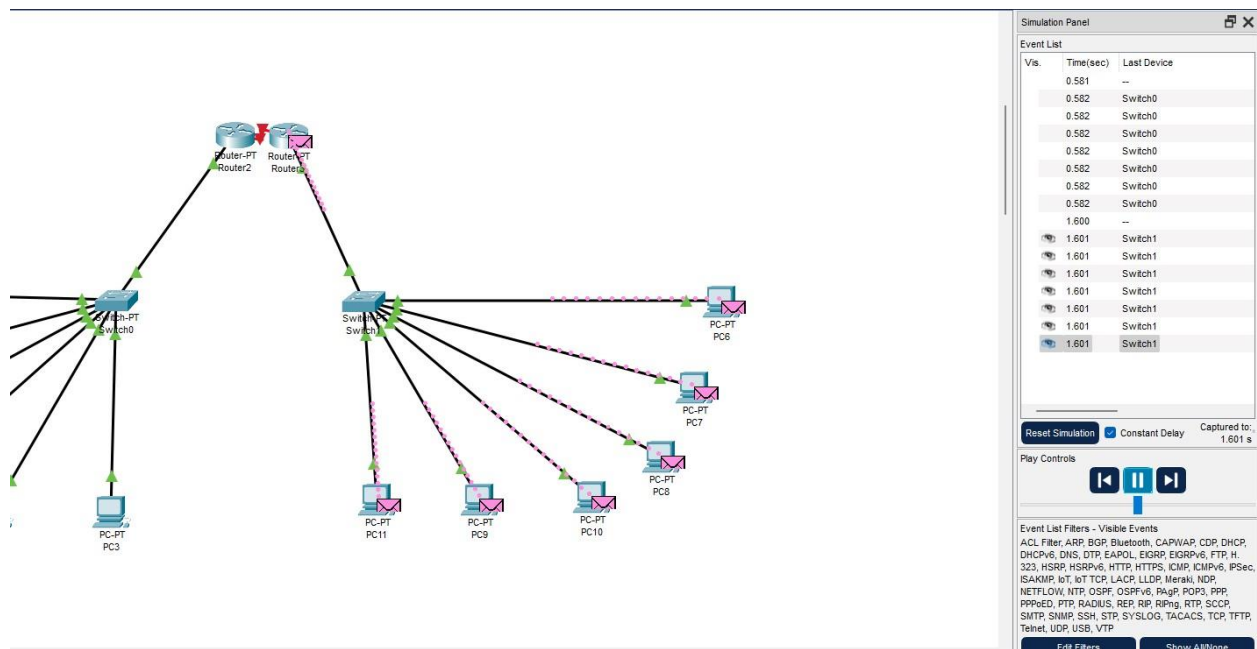 Simulation Panel
Event List
Vis. Time(sec) Last Device
0.581 --
0.582 Switch0
0.582 Switch0
0.582 Switch0
0.582 Switch0
0.582 Switch0
0.582 Switch0
0.582 Switch0
1.600 --
1.601 Switch1
1.601 Switch1
1.601 Switch1
1.601 Switch1
1.601 Switch1
1.601 Switch1
1.601 Switch1
Reset Simulation Constant Delay Captured to:
1.601 s
Play Controls
Event List Filters - Visible Events
ACL Filter, ARP, BGP, Bluetooth, CAPWAP, CDP, DHCP,
DHCPv6, DNS, DTP, EAPOL, EIGRP, EIGRPv6, FTP, H.
323, HSRP, HSRPv6, HTTP, HTTPS, ICMP, ICMPv6, IPSec,
ISAKMP, IoT, IoT TCP, LACP, LLDP, Meraki, NDP,
NETFLOW, NTP, OSPF, OSPFv6, PAgP, POP3, PPP,
PPPoED, PTP, RADIUS, REP, RIP, RIPng, RTP, SCCP,
SMTP, SNMP, SSH, STP, SYSLOG, TACACS, TCP, TFTP,
Telnet, UDP, USB, VTP
Edit Filters Show All/None
Router-PT
Router2
Router-PT
Switch-PT
Switch0
Switch-PT
Switch1
PC-PT
PC6
PC-PT
PC7
PC-PT
PC8
PC-PT
PC10
PC-PT
PC9
PC-PT
PC11
PC-PT
PC3